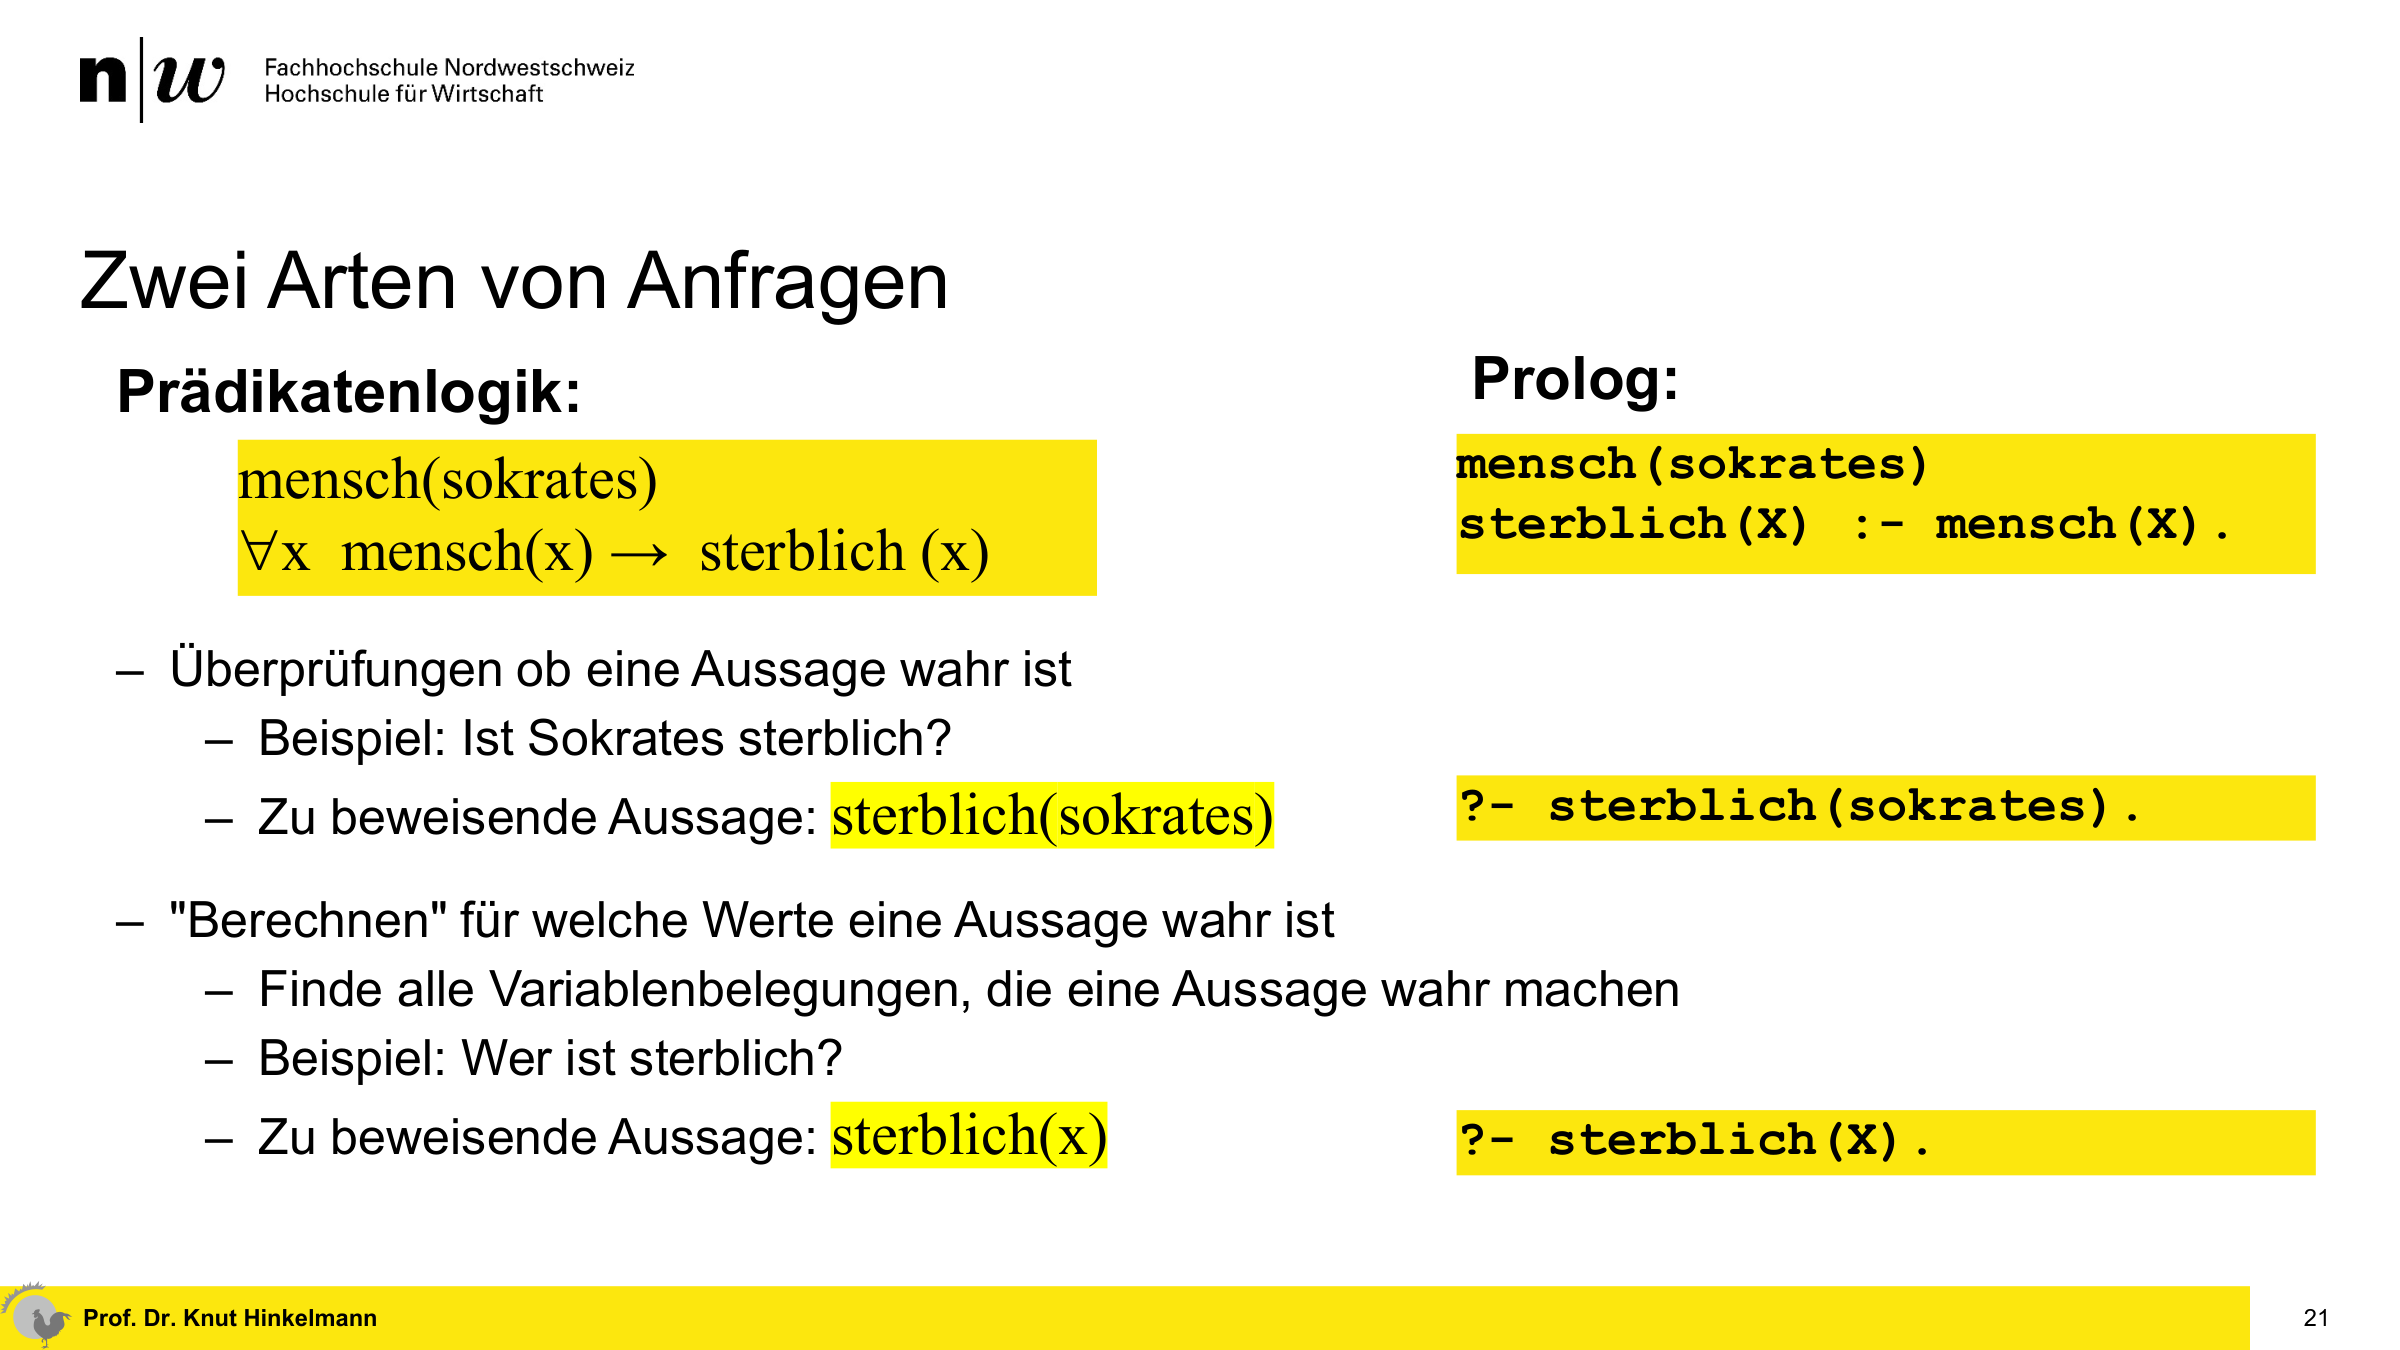 n|w Fachhochschule Nordwestschweiz
Hochschule für Wirtschaft
Zwei Arten von Anfragen
Prädikatenlogik:
mensch(sokrates)
∀x mensch(x) → sterblich (x)
Prolog:
mensch(sokrates)
sterblich(X) :- mensch(X).
– Überprüfungen ob eine Aussage wahr ist
– Beispiel: Ist Sokrates sterblich?
– Zu beweisende Aussage: sterblich(sokrates)
?- sterblich(sokrates).
– "Berechnen" für welche Werte eine Aussage wahr ist
– Finde alle Variablenbelegungen, die eine Aussage wahr machen
– Beispiel: Wer ist sterblich?
– Zu beweisende Aussage: sterblich(x)
?- sterblich(X).
Prof. Dr. Knut Hinkelmann
21